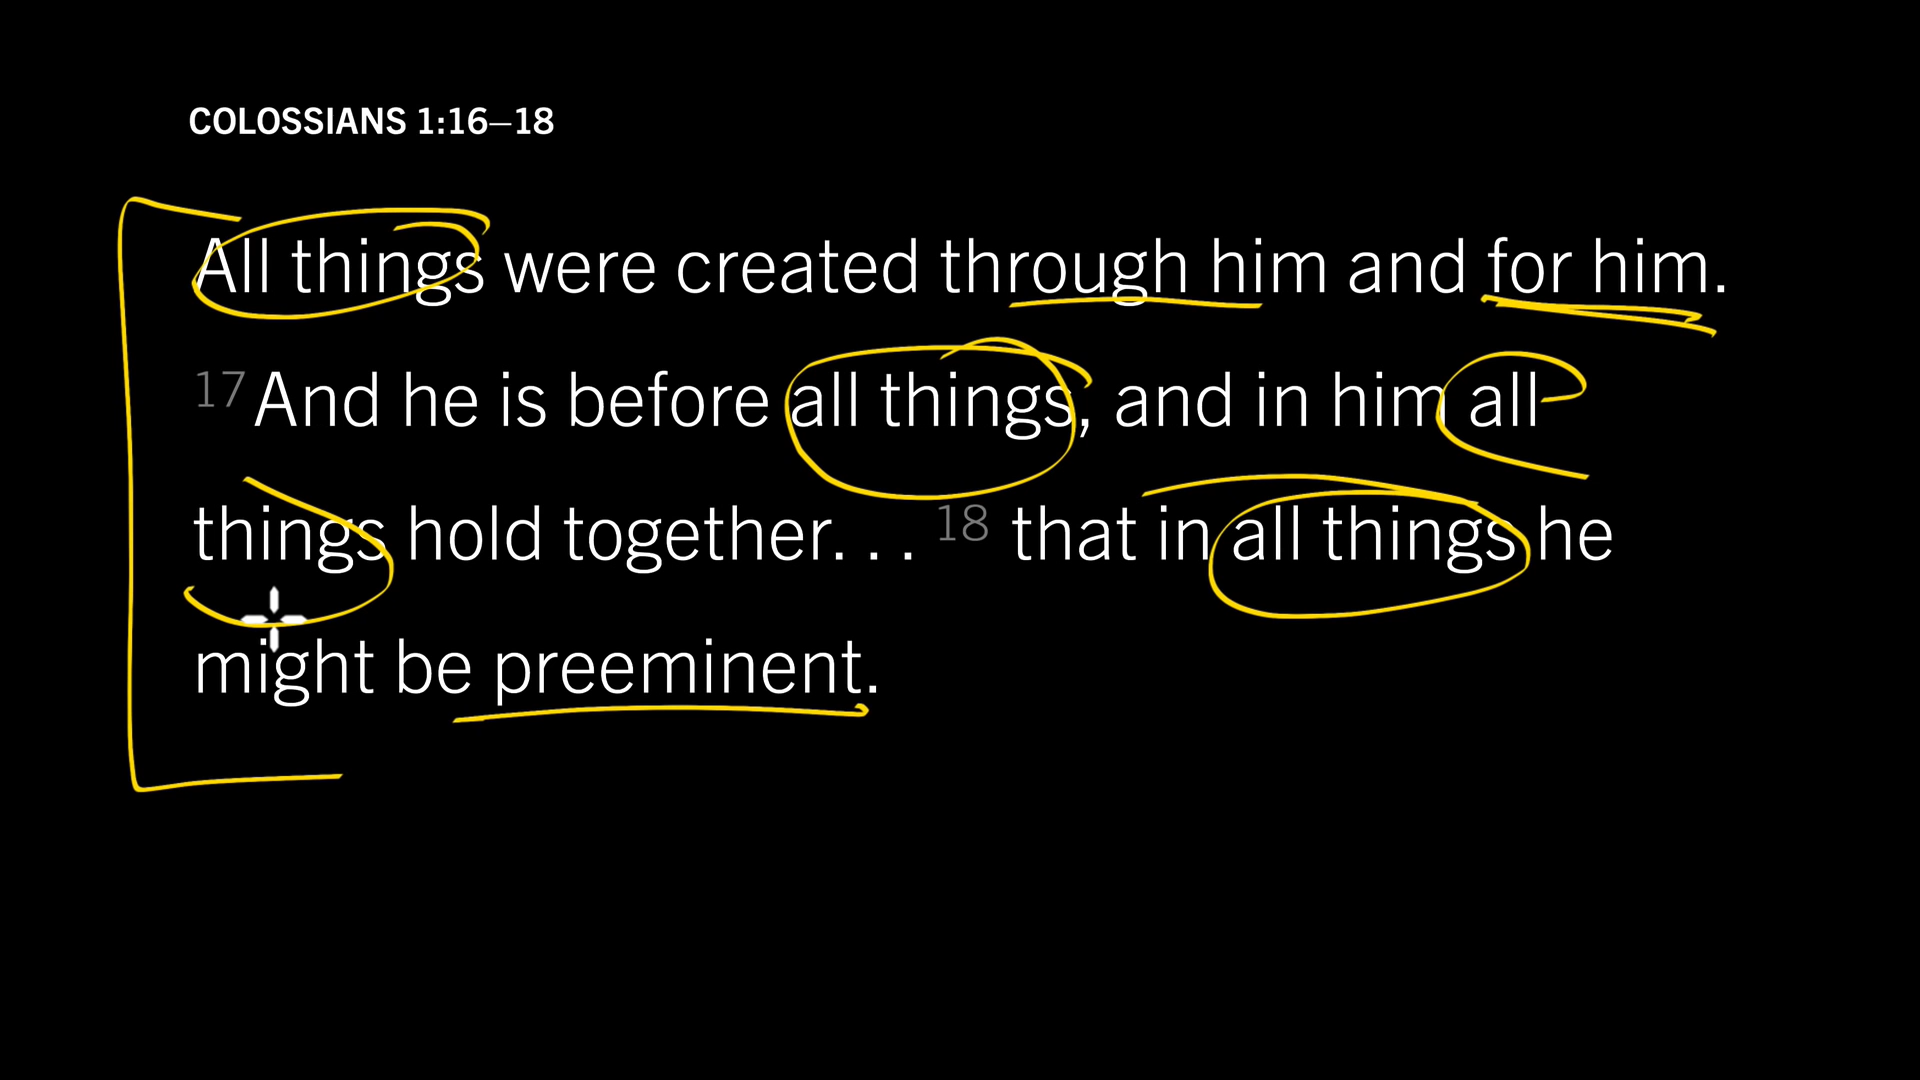 COLOSSIANS 1:16–18
All things were created through him and for him.
17 And he is before all things, and in him all
things hold together. . . 18 that in all things he
might be preeminent.